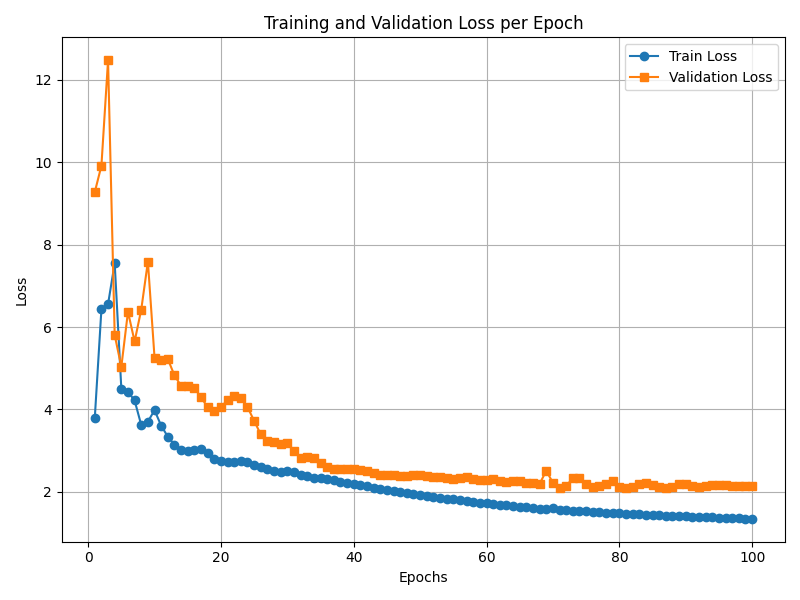 Training and Validation Loss per Epoch
Train Loss
Validation Loss
12
10
8
6
4
2
Loss
0 20 40 60 80 100
Epochs